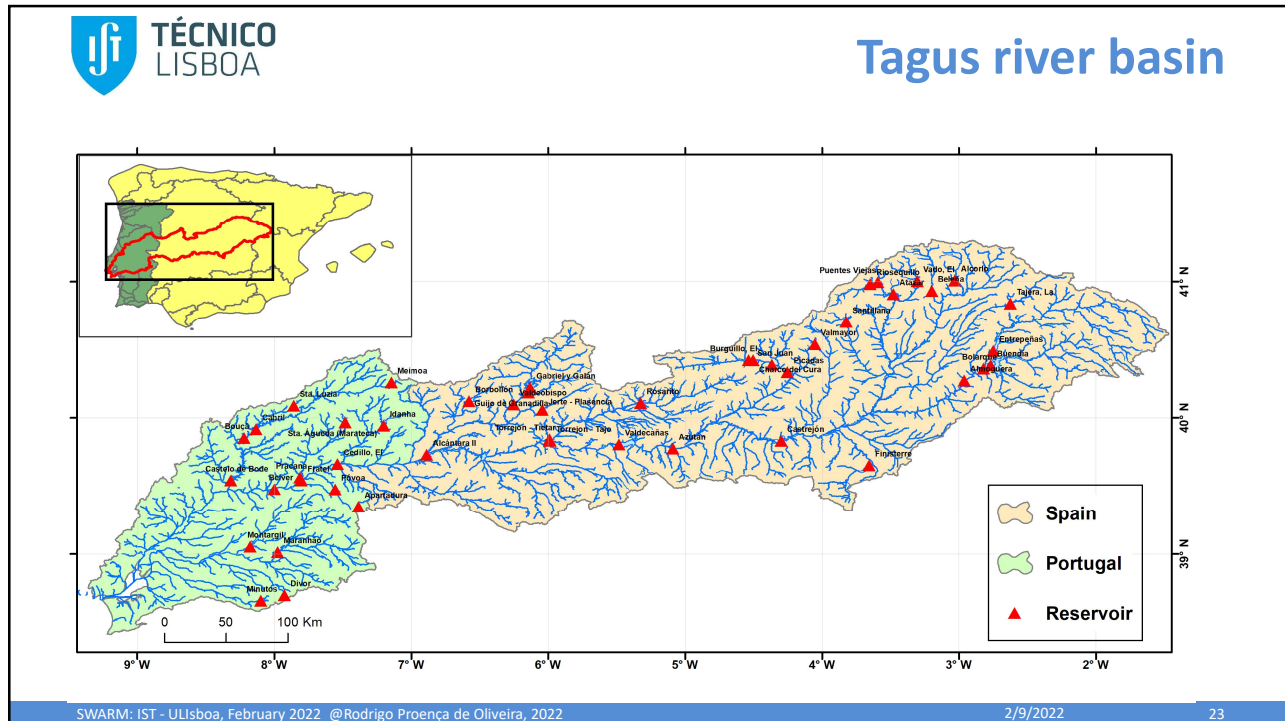 TÉCNICO
LISBOA
Tagus river basin
Puentes Viejas
Riosequillo
Vado, El
Alcorlo
Atazar
Beleña
Tajera, La
Santillana
Entrepeñas
Valmayor
Buendía
Bolarque
Burguillo, El
San Juan
Picadas
Almoguera
Charco del Cura
Meimoa
Gabriel y Galán
Borbollón
Valdeobispo
Rosarito
Guijo de Granadilla
Jerte - Plasencia
Sta. Luzia
Idanha
Cabril
Bouça
Sta. Águeda (Marateca)
Torrejón - Tiétar
Torrejón - Tajo
Valdecañas
Azután
Castrejón
Alcántara II
Cedillo, El
Finisterre
Castelo de Bode
Pracana
Fratel
Belver
Póvoa
Apartadura
Montargil
Maranhão
Minutos
Divor
0 50 100 Km
41° N
40° N
39° N
Spain
Portugal
Reservoir
9°W 8°W 7°W 6°W 5°W 4°W 3°W 2°W
SWARM: IST - ULIsboa, February 2022 @Rodrigo Proença de Oliveira, 2022
2/9/2022
23